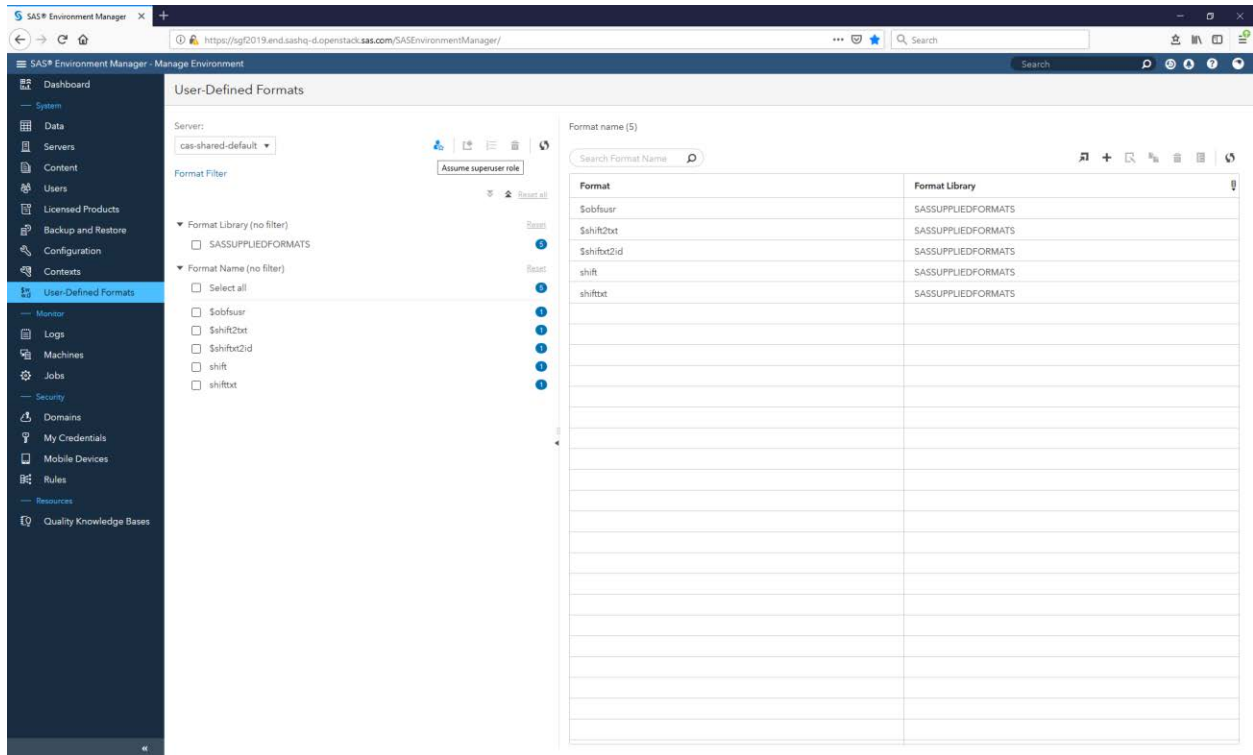 SAS® Environment Manager
https://sgf2019.end.sashq-d.openstack.sas.com/SASEnvironmentManager/
Search
SAS® Environment Manager - Manage Environment
Search
Dashboard
System
Data
Servers
Content
Users
Licensed Products
Backup and Restore
Configuration
Contexts
User-Defined Formats
Monitor
Logs
Machines
Jobs
Security
Domains
My Credentials
Mobile Devices
Rules
Resources
Quality Knowledge Bases
User-Defined Formats
Server:
cas-shared-default
Assume superuser role
Format Filter
Reset all
Format Library (no filter)
Reset
SASSUPPLIEDFORMATS
5
Format Name (no filter)
Reset
Select all
5
$obfsusr
1
$shift2txt
1
$shiftxt2id
1
shift
1
shifttxt
1
Format name (5)
Search Format Name
Format Format Library
$obfsusr SASSUPPLIEDFORMATS
$shift2txt SASSUPPLIEDFORMATS
$shiftxt2id SASSUPPLIEDFORMATS
shift SASSUPPLIEDFORMATS
shifttxt SASSUPPLIEDFORMATS